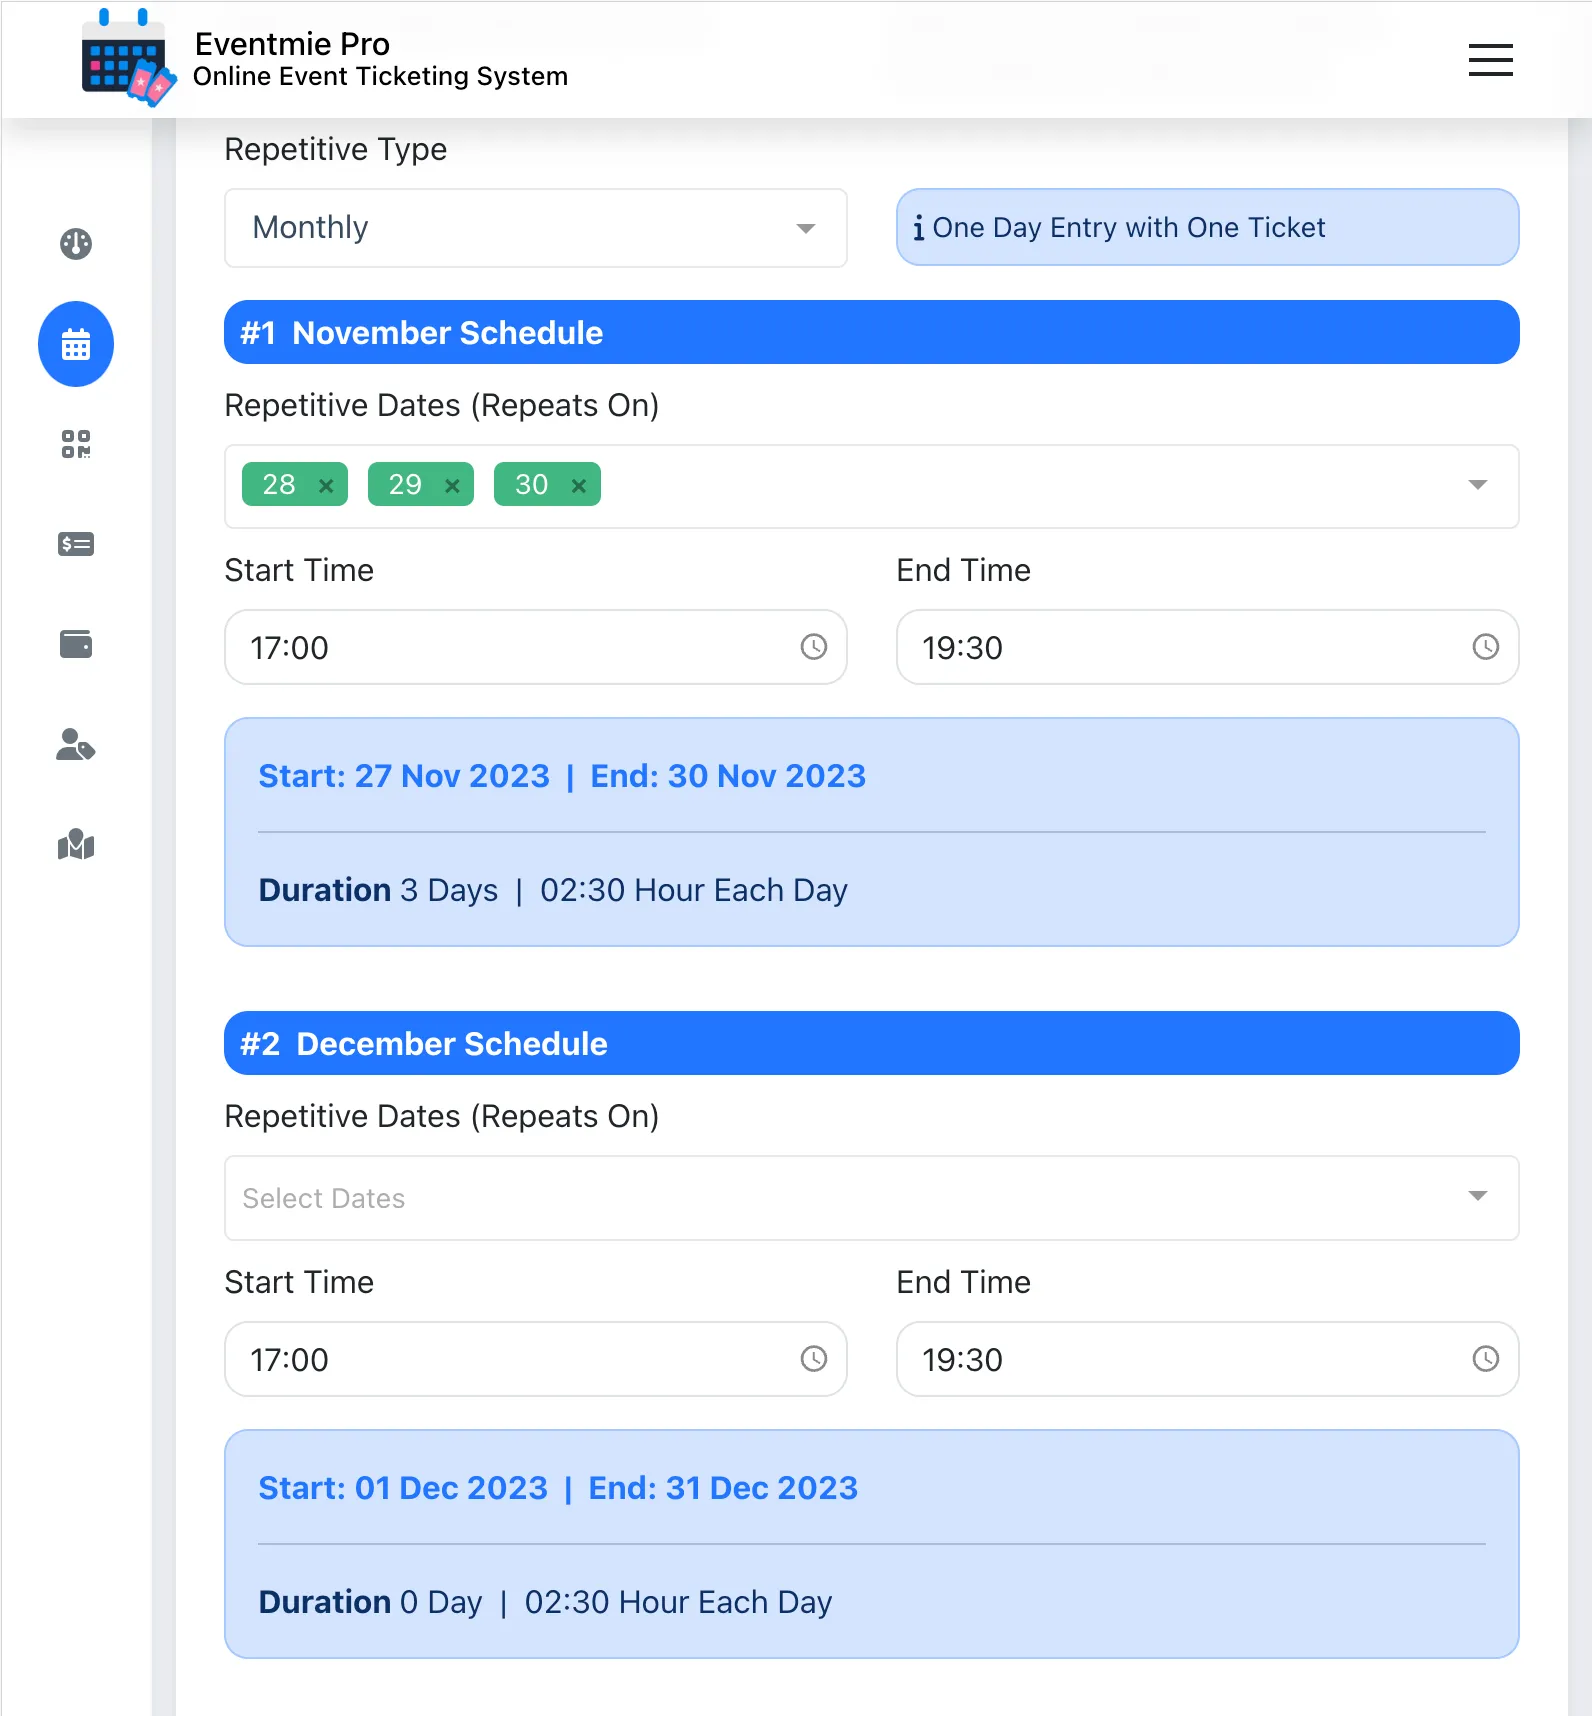 Eventmie Pro
Online Event Ticketing System
Repetitive Type
Monthly
i One Day Entry with One Ticket
#1 November Schedule
Repetitive Dates (Repeats On)
28 × 29 × 30 ×
Start Time End Time
17:00 19:30
Start: 27 Nov 2023 | End: 30 Nov 2023
Duration 3 Days | 02:30 Hour Each Day
#2 December Schedule
Repetitive Dates (Repeats On)
Select Dates
Start Time End Time
17:00 19:30
Start: 01 Dec 2023 | End: 31 Dec 2023
Duration 0 Day | 02:30 Hour Each Day